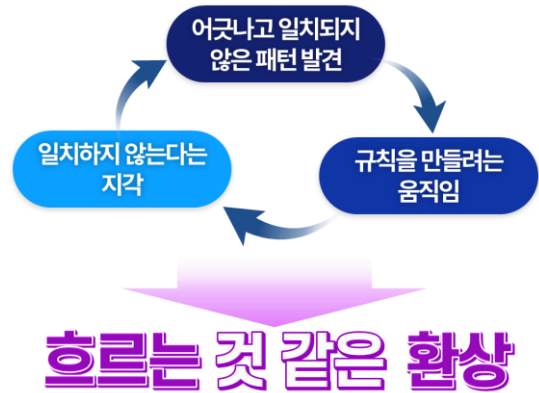 어긋나고 일치되지
않은 패턴 발견
일치하지 않는다는
지각
규칙을 만들려는
움직임
흐르는 것 같은 환상